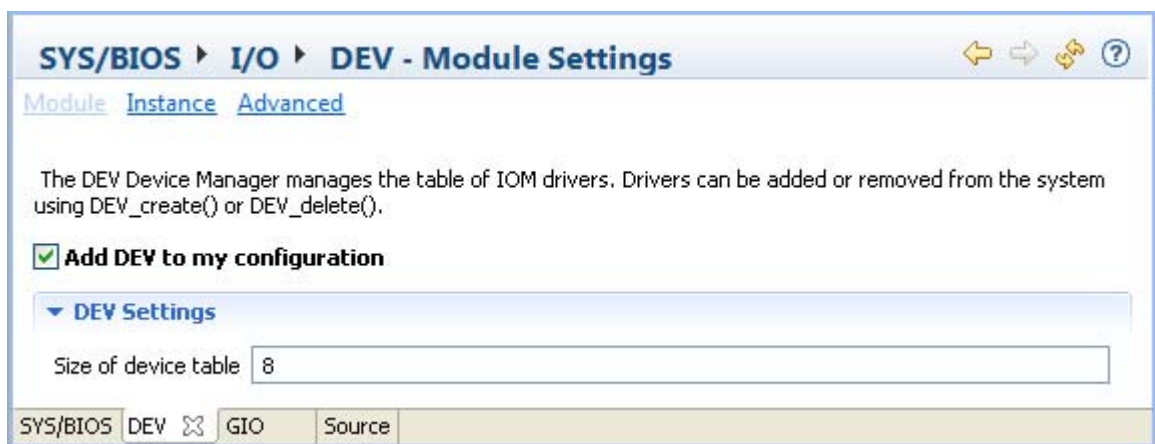 SYS/BIOS I/O DEV - Module Settings
Module Instance Advanced
The DEV Device Manager manages the table of IOM drivers. Drivers can be added or removed from the system
using DEV_create() or DEV_delete().
Add DEV to my configuration
DEV Settings
Size of device table 8
SYS/BIOS DEV GIO Source